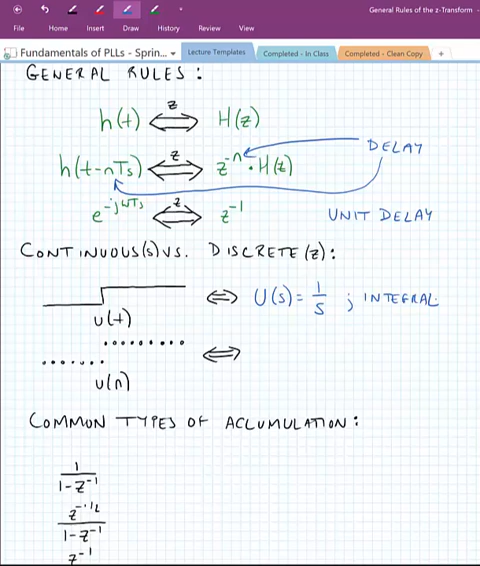 General Rules of the z-Transform -
File Home Insert Draw History Review View
Fundamentals of PLLs - Sprin... Lecture Templates Completed - In Class Completed - Clean Copy +
GENERAL RULES :
h(t) ⟺ z H(z)
h(t-nTs) ⟺ z z^-n · H(z) DELAY
e^-jωTs ⟺ z z^-1 UNIT DELAY
CONTINUOUS(s) VS. DISCRETE (z) :
⟺ U(s) = 1/s ; INTEGRAL
u(t)
⟺
u(n)
COMMON TYPES OF ACCUMULATION :
1
1-z^-1
z^-1/2
1-z^-1
z^-1